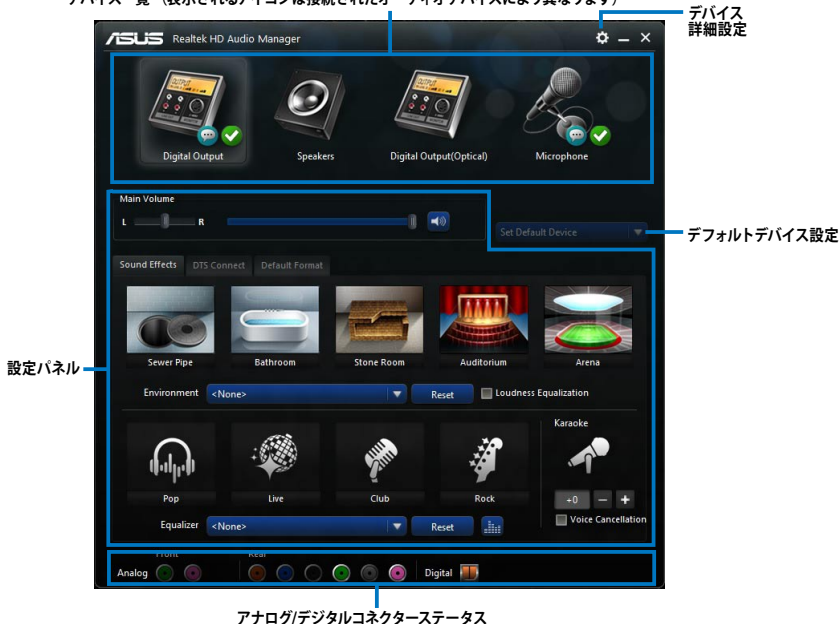 デバイス一覧 (表示されるアイコンは接続されたオーディオデバイスにより異なります)
デバイス
詳細設定
ASUS Realtek HD Audio Manager
OUTPUT
OUTPUT
Digital Output
Speakers
Digital Output(Optical)
Microphone
Main Volume
L
R
Set Default Device
デフォルトデバイス設定
Sound Effects
DTS Connect
Default Format
設定パネル
Sewer Pipe
Bathroom
Stone Room
Auditorium
Arena
Environment
<None>
Reset
Loudness Equalization
Karaoke
Pop
Live
Club
Rock
+0
Equalizer
<None>
Reset
Voice Cancellation
Front
Rear
Analog
Digital
アナログ/デジタルコネクターステータス